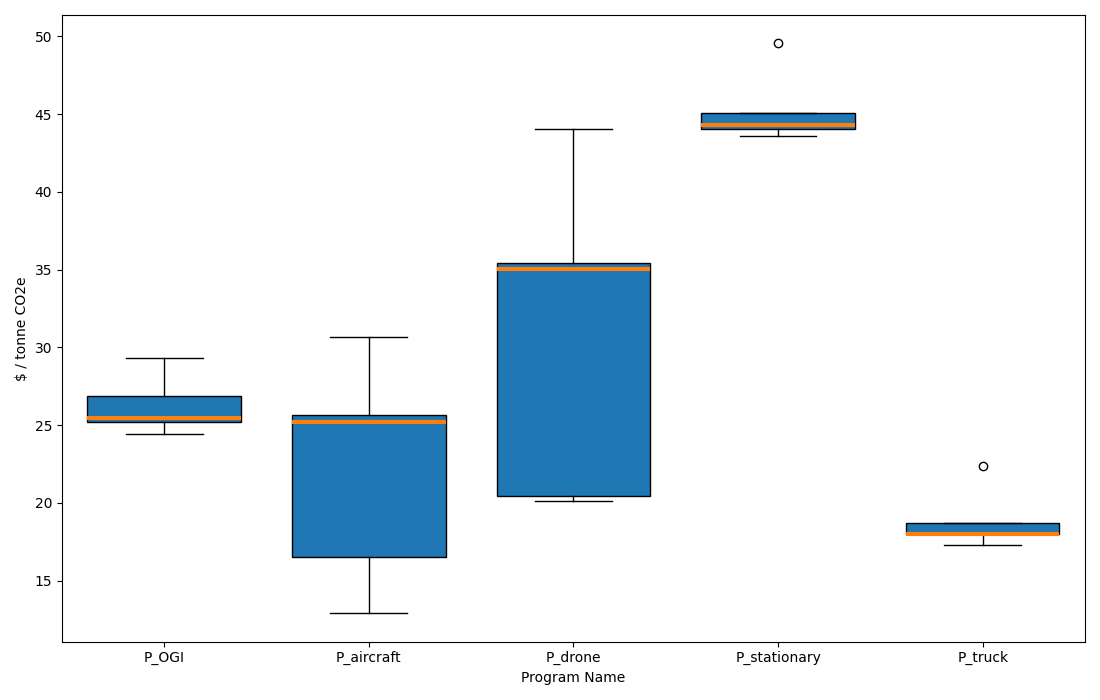 $ / tonne CO2e
50
45
40
35
30
25
20
15
P_OGI
P_aircraft
P_drone
P_stationary
P_truck
Program Name